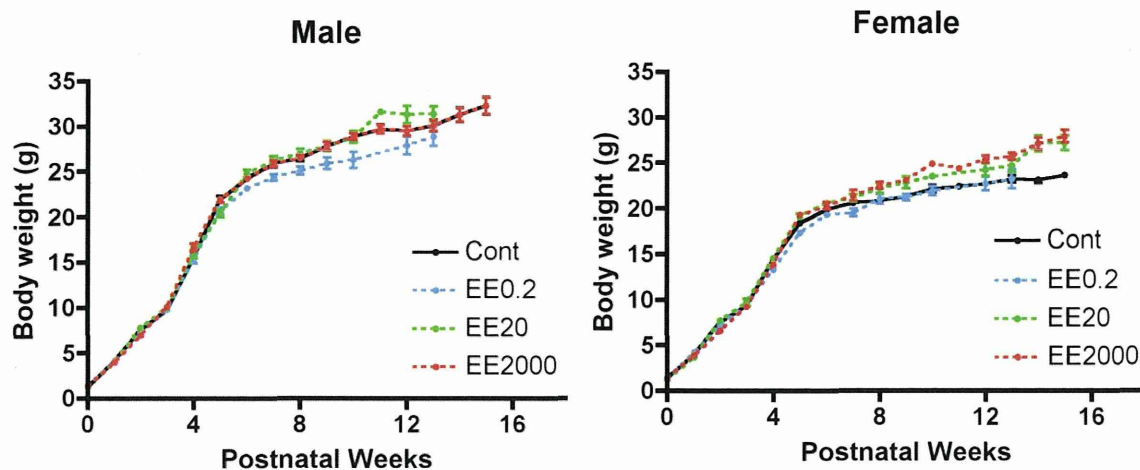 Male
35
30
25
20
15
10
5
0
Body weight (g)
0 4 8 12 16
Postnatal Weeks
Cont
EE0.2
EE20
EE2000
Female
35
30
25
20
15
10
5
0
Body weight (g)
0 4 8 12 16
Postnatal Weeks
Cont
EE0.2
EE20
EE2000